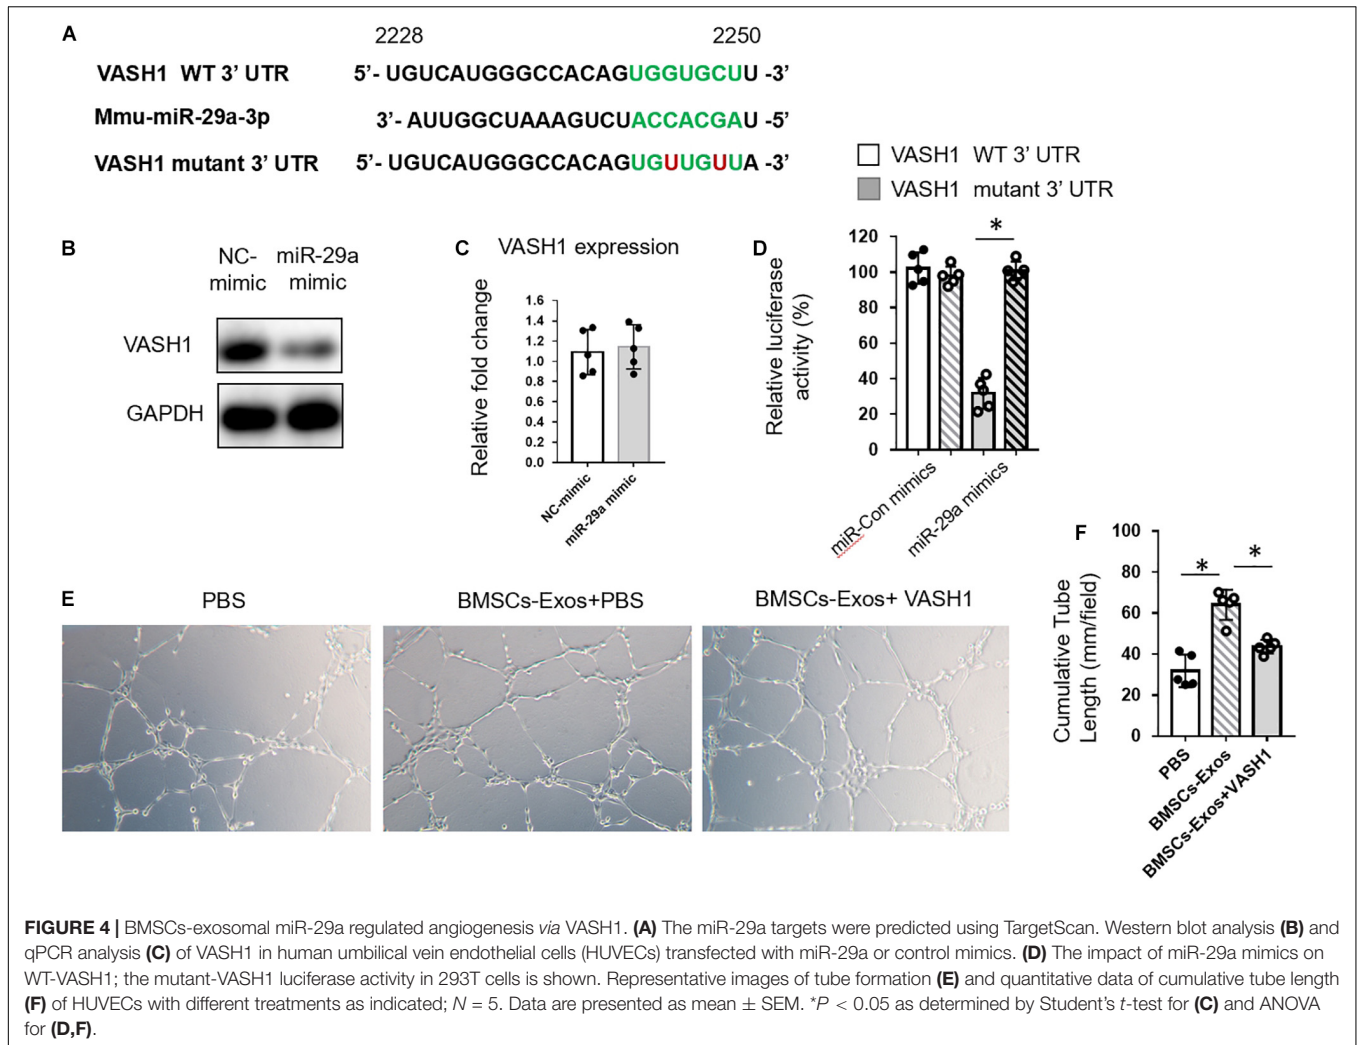 A
2228 2250
VASH1 WT 3' UTR 5'- UGUCAUGGGCCACAGUGGUGCUU -3'
Mmu-miR-29a-3p 3'- AUUGGCUAAAGUCUACCACGAU -5'
VASH1 mutant 3' UTR 5'- UGUCAUGGGCCACAGUGUUGUUA -3'
VASH1 WT 3' UTR
VASH1 mutant 3' UTR
B
NC-
mimic
miR-29a
mimic
VASH1
GAPDH
C
VASH1 expression
Relative fold change
1.6
1.4
1.2
1.0
0.8
0.6
0.4
0.2
0.0
NC-mimic
miR-29a mimic
D
Relative luciferase
activity (%)
120
100
80
60
40
20
0
*
miR-Con mimics
miR-29a mimics
E
PBS
BMSCs-Exos+PBS
BMSCs-Exos+ VASH1
F
Cumulative Tube
Length (mm/field)
100
80
60
40
20
0
*
*
PBS
BMSCs-Exos
BMSCs-Exos+VASH1
FIGURE 4 | BMSCs-exosomal miR-29a regulated angiogenesis via VASH1. (A) The miR-29a targets were predicted using TargetScan. Western blot analysis (B) and
qPCR analysis (C) of VASH1 in human umbilical vein endothelial cells (HUVECs) transfected with miR-29a or control mimics. (D) The impact of miR-29a mimics on
WT-VASH1; the mutant-VASH1 luciferase activity in 293T cells is shown. Representative images of tube formation (E) and quantitative data of cumulative tube length
(F) of HUVECs with different treatments as indicated; N = 5. Data are presented as mean ± SEM. *P < 0.05 as determined by Student's t-test for (C) and ANOVA
for (D,F).